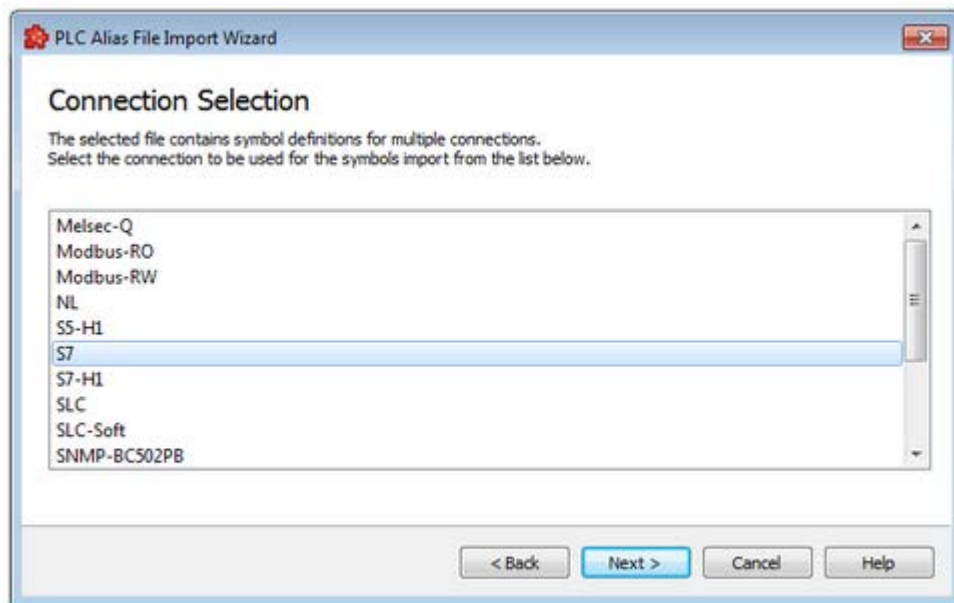 PLC Alias File Import Wizard
Connection Selection
The selected file contains symbol definitions for multiple connections.
Select the connection to be used for the symbols import from the list below.
Melsec-Q
Modbus-RO
Modbus-RW
NL
S5-H1
S7
S7-H1
SLC
SLC-Soft
SNMP-BC502PB
< Back Next > Cancel Help